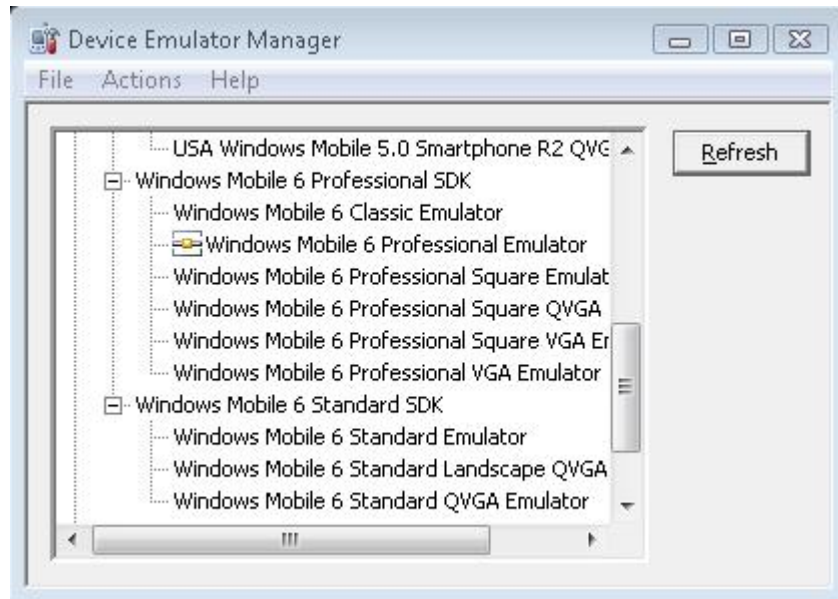 Device Emulator Manager
File Actions Help
USA Windows Mobile 5.0 Smartphone R2 QVG
Refresh
Windows Mobile 6 Professional SDK
Windows Mobile 6 Classic Emulator
Windows Mobile 6 Professional Emulator
Windows Mobile 6 Professional Square Emulat
Windows Mobile 6 Professional Square QVGA
Windows Mobile 6 Professional Square VGA Er
Windows Mobile 6 Professional VGA Emulator
Windows Mobile 6 Standard SDK
Windows Mobile 6 Standard Emulator
Windows Mobile 6 Standard Landscape QVGA
Windows Mobile 6 Standard QVGA Emulator